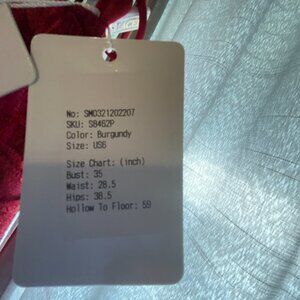 No: SM0321202207
SKU: S8462P
Color: Burgundy
Size: US6
Size Chart: (inch)
Bust: 35
Waist: 28.5
Hips: 38.5
Hollow To Floor: 59